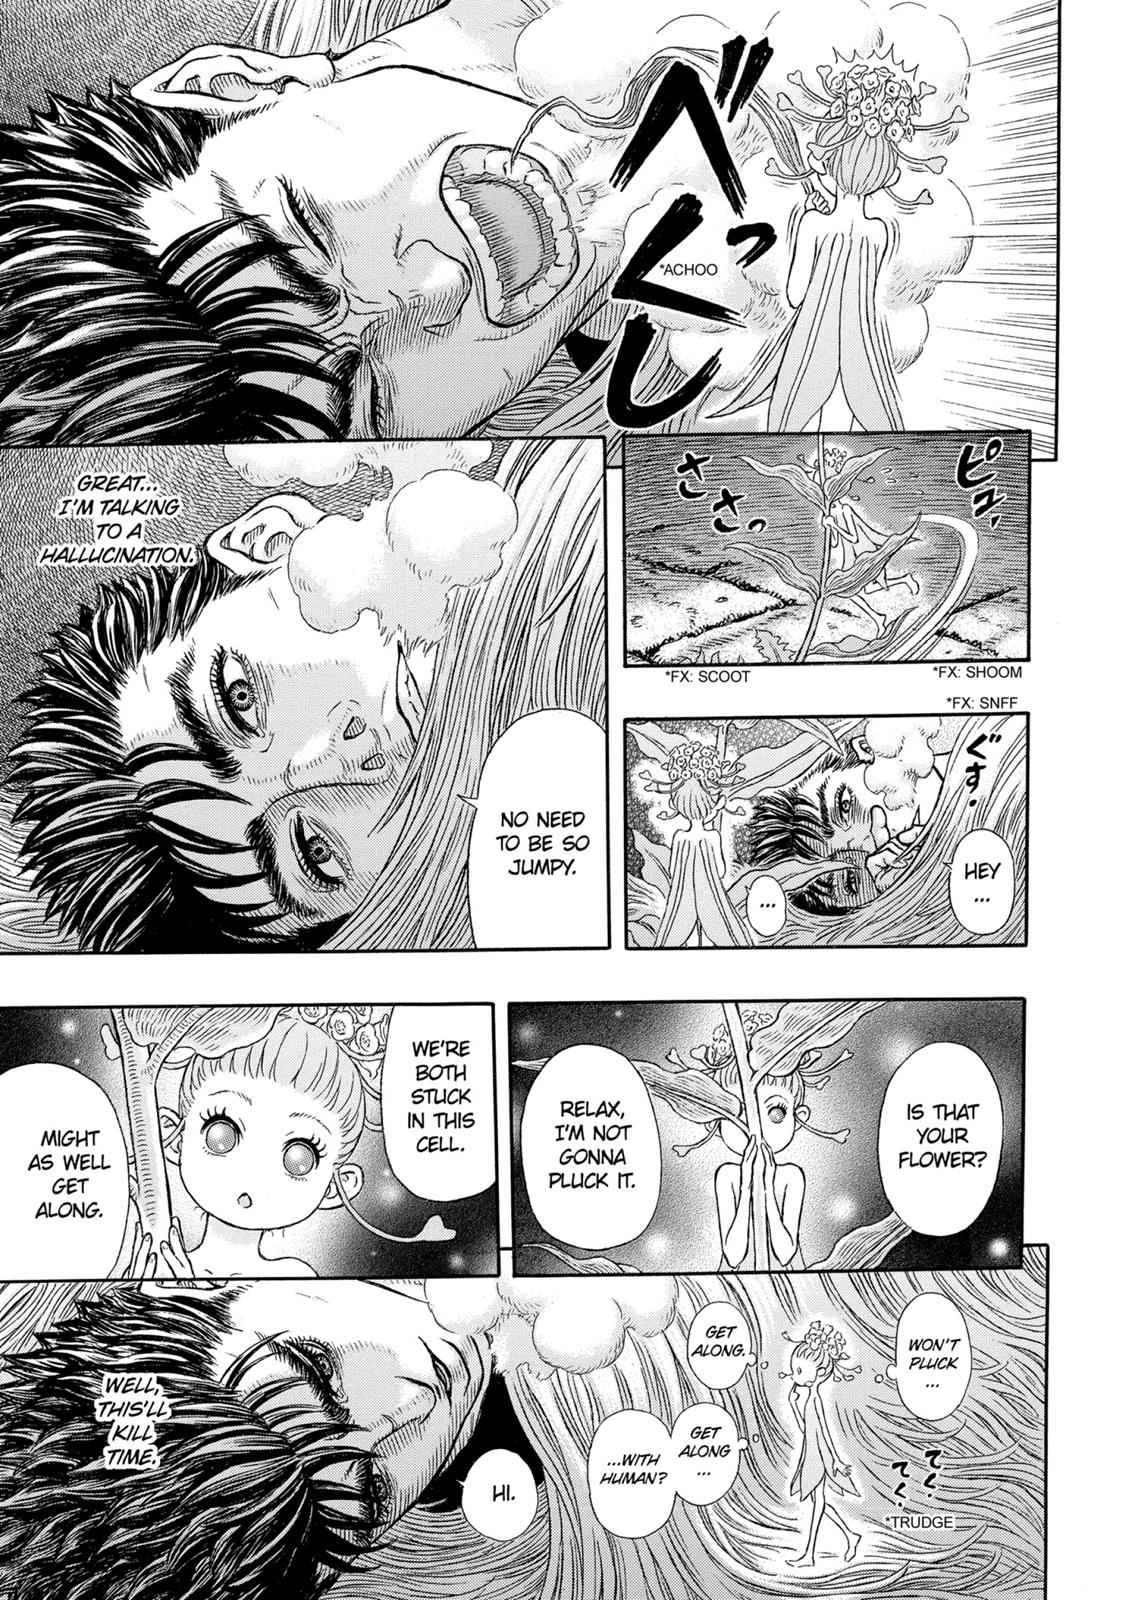 べくしっ
*ACHOO
ピュ
ささっ
*FX: SHOOM
*FX: SCOOT
GREAT...
I'M TALKING
TO A
HALLUCINATION.
*FX: SNFF
ぐす
HEY
...
...
NO NEED
TO BE SO
JUMPY.
IS THAT
YOUR
FLOWER?
RELAX,
I'M NOT
GONNA
PLUCK IT.
WE'RE
BOTH
STUCK
IN THIS
CELL.
MIGHT
AS WELL
GET
ALONG.
WON'T
PLUCK
...
GET
ALONG.
GET
ALONG
...
...WITH
HUMAN?
てくてく
*TRUDGE
HI.
WELL,
THIS'LL
KILL
TIME.